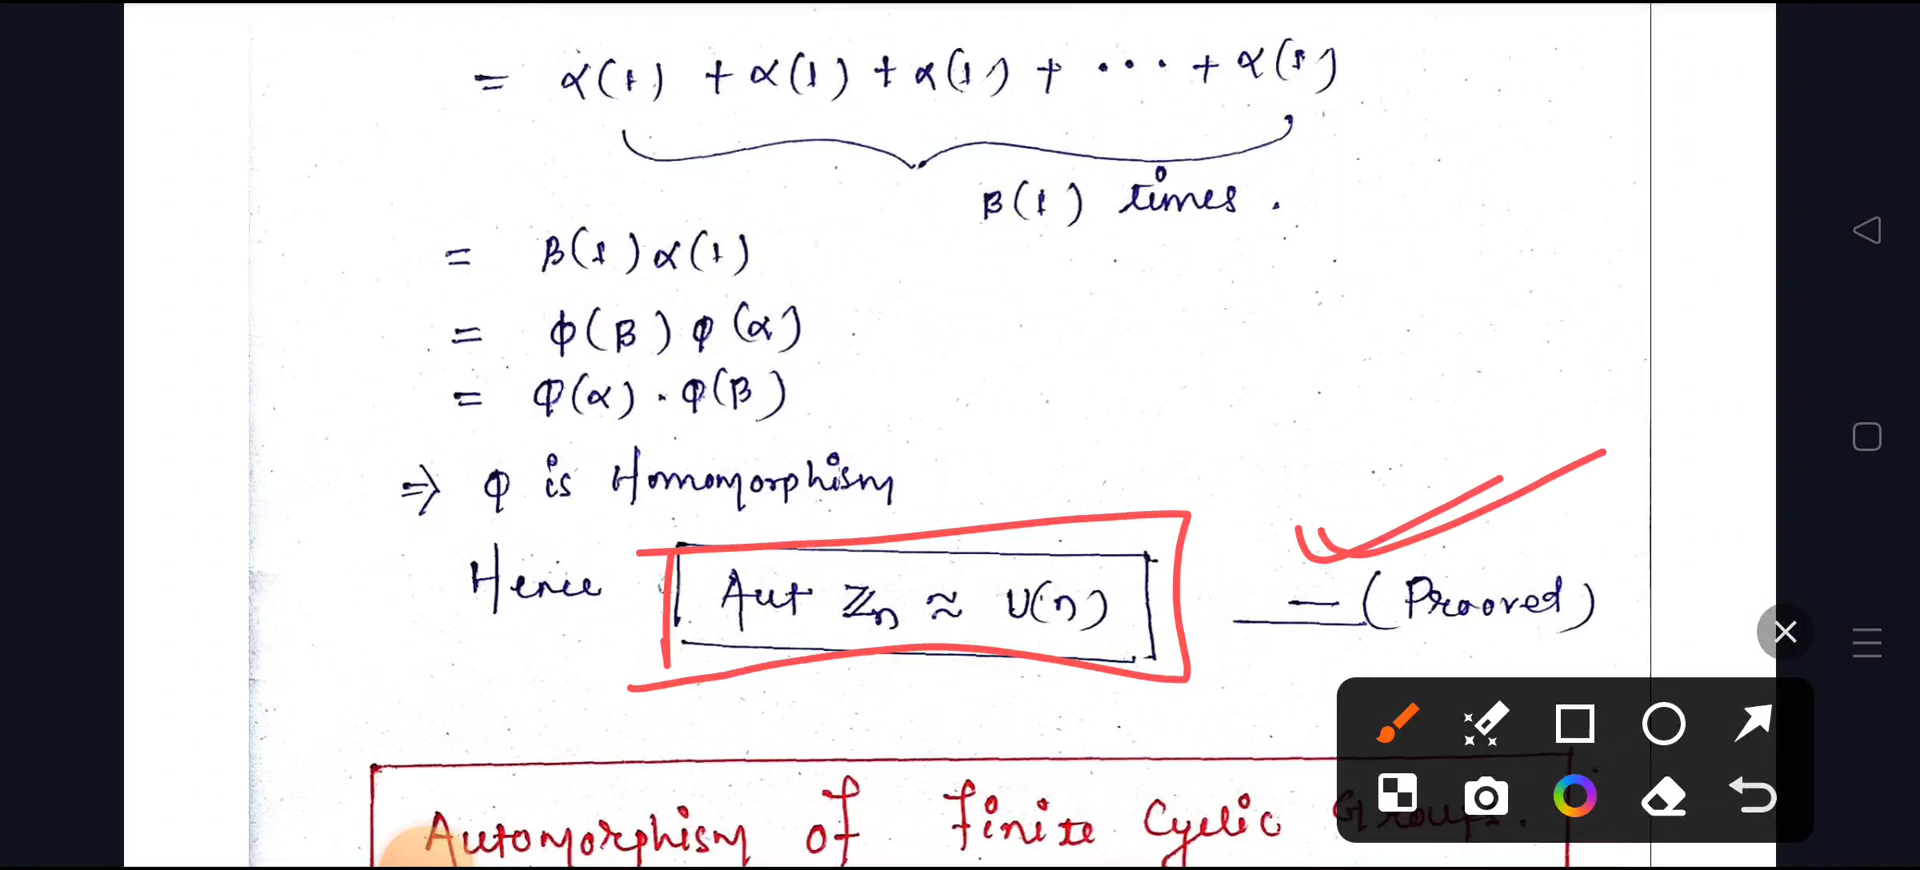 = α(1) + α(1) + α(1) + ... + α(1)
β(1) times.
= β(1) α(1)
= φ(β) φ(α)
= φ(α) · φ(β)
⇒ φ is Homomorphism
Hence Aut ℤn ≈ U(n) — (Proved)
Automorphism of finite Cyclic Groups.